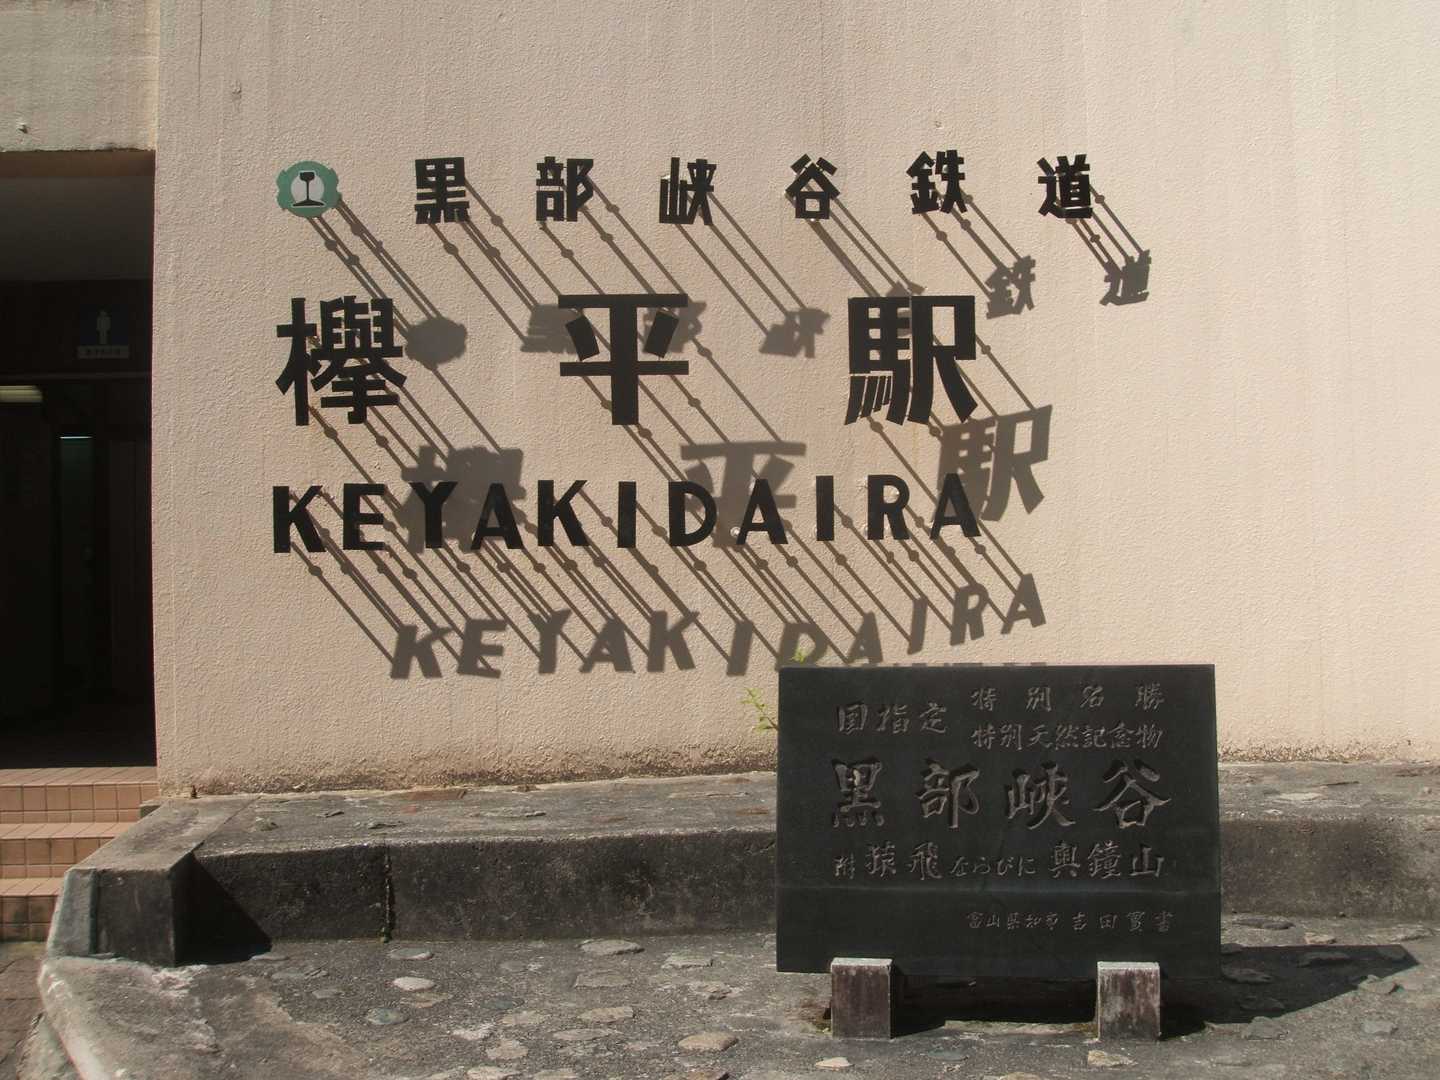 黒部峡谷鉄道
欅平駅
KEYAKIDAIRA
国指定
特別名勝
特別天然記念物
黒部峡谷
附猿飛ならびに奥鐘山
富山県知事 吉田實書